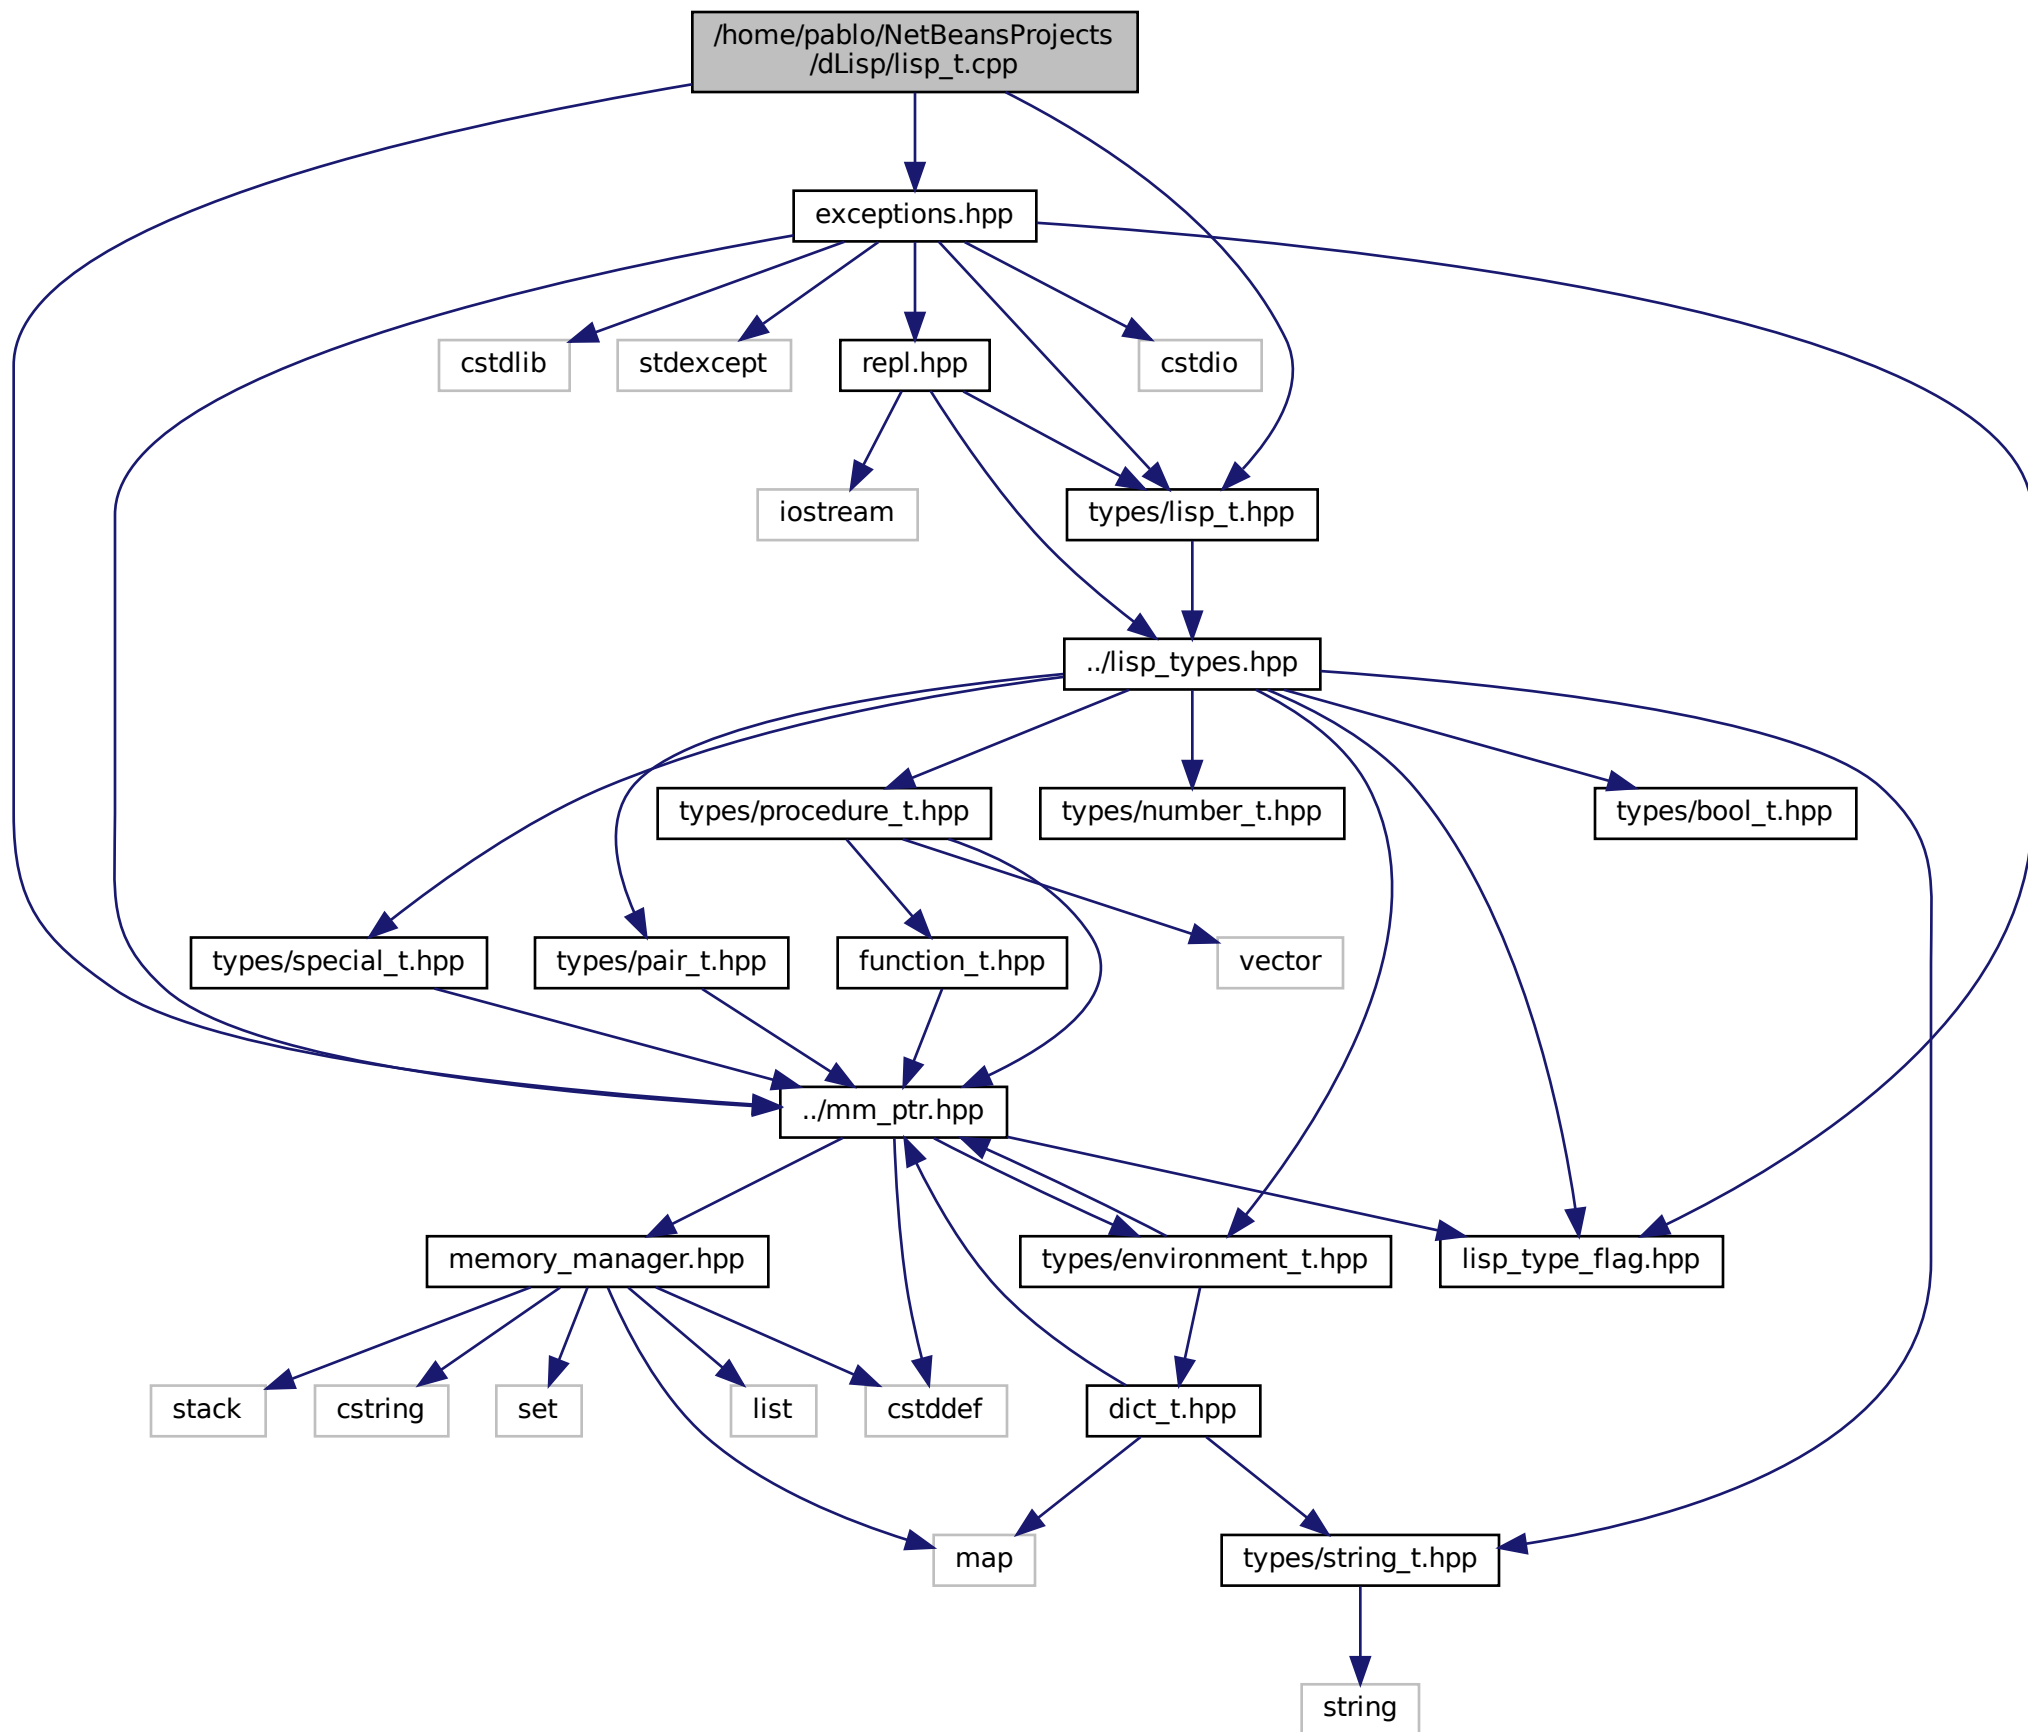 /home/pablo/NetBeansProjects
/dLisp/lisp_t.cpp
exceptions.hpp
cstdlib
stdexcept
repl.hpp
cstdio
iostream
types/lisp_t.hpp
../lisp_types.hpp
types/procedure_t.hpp
types/number_t.hpp
types/bool_t.hpp
types/special_t.hpp
types/pair_t.hpp
function_t.hpp
vector
../mm_ptr.hpp
memory_manager.hpp
types/environment_t.hpp
lisp_type_flag.hpp
stack
cstring
set
list
cstddef
dict_t.hpp
map
types/string_t.hpp
string